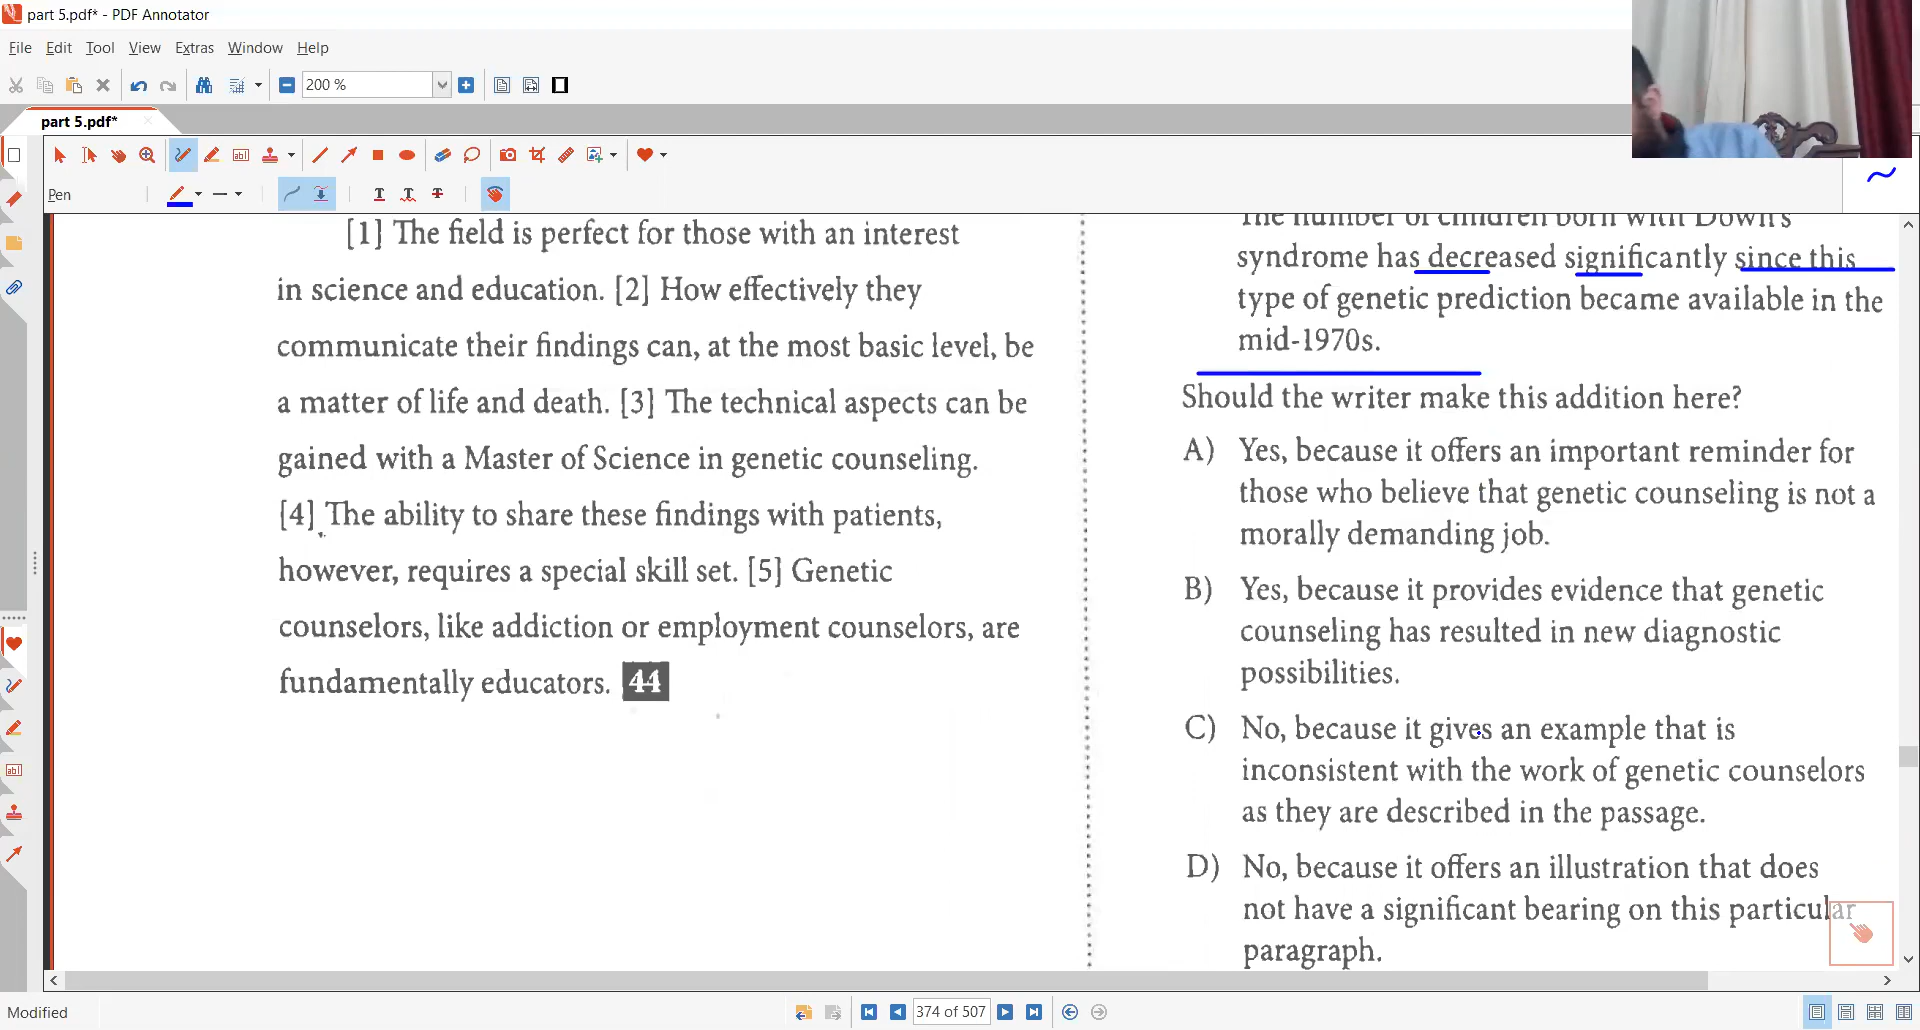 part 5.pdf* - PDF Annotator
File Edit Tool View Extras Window Help
200 %
part 5.pdf*
Pen
[1] The field is perfect for those with an interest
in science and education. [2] How effectively they
communicate their findings can, at the most basic level, be
a matter of life and death. [3] The technical aspects can be
gained with a Master of Science in genetic counseling.
[4] The ability to share these findings with patients,
however, requires a special skill set. [5] Genetic
counselors, like addiction or employment counselors, are
fundamentally educators. 44
The number of children born with Down's
syndrome has decreased significantly since this
type of genetic prediction became available in the
mid-1970s.
Should the writer make this addition here?
A) Yes, because it offers an important reminder for
those who believe that genetic counseling is not a
morally demanding job.
B) Yes, because it provides evidence that genetic
counseling has resulted in new diagnostic
possibilities.
C) No, because it gives an example that is
inconsistent with the work of genetic counselors
as they are described in the passage.
D) No, because it offers an illustration that does
not have a significant bearing on this particular
paragraph.
Modified
374 of 507